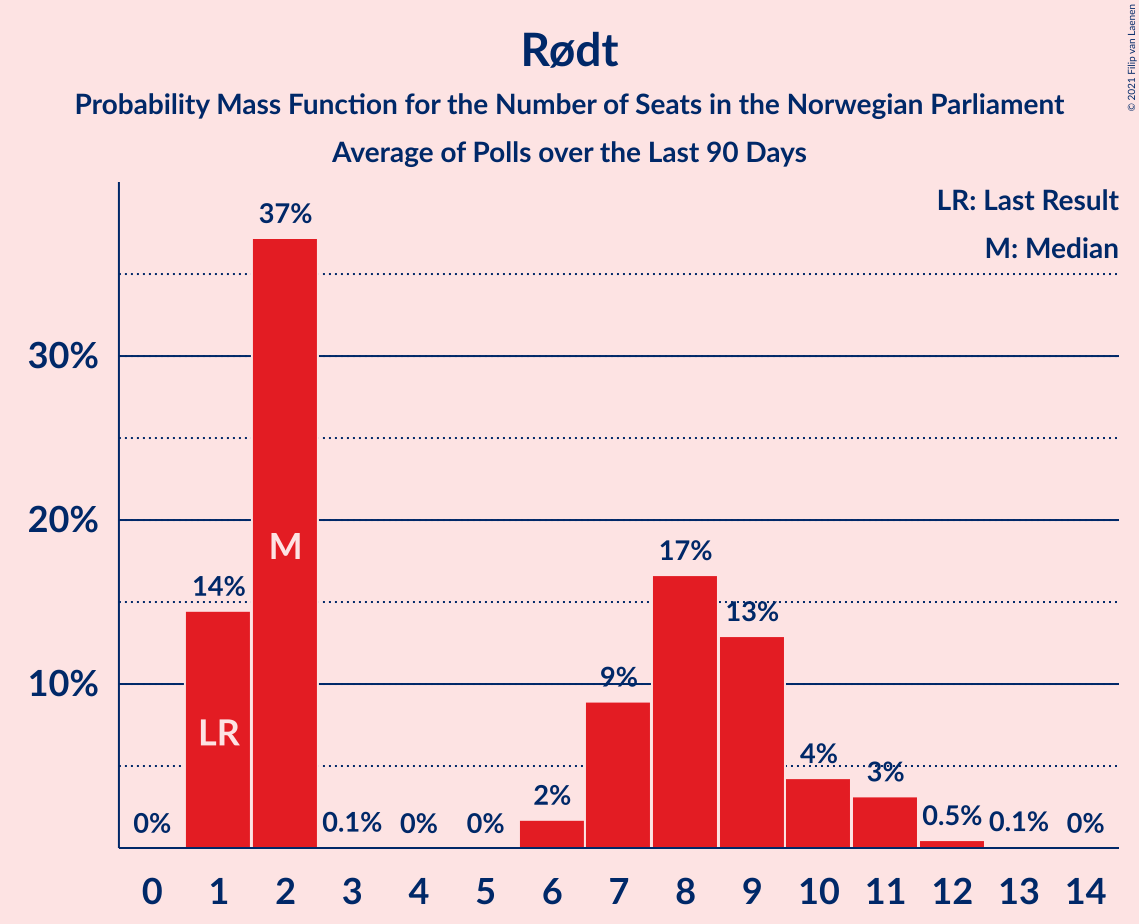 © 2021 Filip van Laenen
Rødt
Probability Mass Function for the Number of Seats in the Norwegian Parliament
Average of Polls over the Last 90 Days
LR: Last Result
M: Median
37%
30%
20%
M
17%
14%
13%
10%
9%
LR
4%
3%
2%
0%
0.1%
0%
0%
0.5%
0.1%
0%
0 1 2 3 4 5 6 7 8 9 10 11 12 13 14